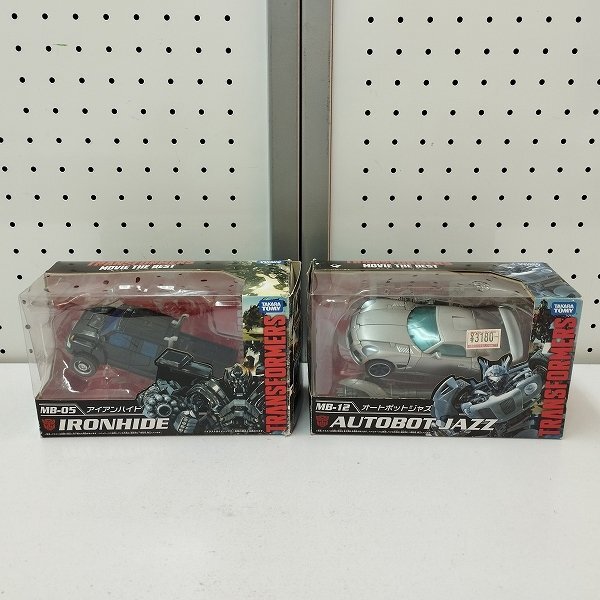 TRANSFORMERS
MOVIE THE BEST
TAKARA
TOMY
TRANSFORMERS
MB-05 アイアンハイド
IRONHIDE
MOVIE THE BEST
TAKARA
TOMY
¥3180
TRANSFORMERS
MB-12 オートボットジャズ
AUTOBOT JAZZ